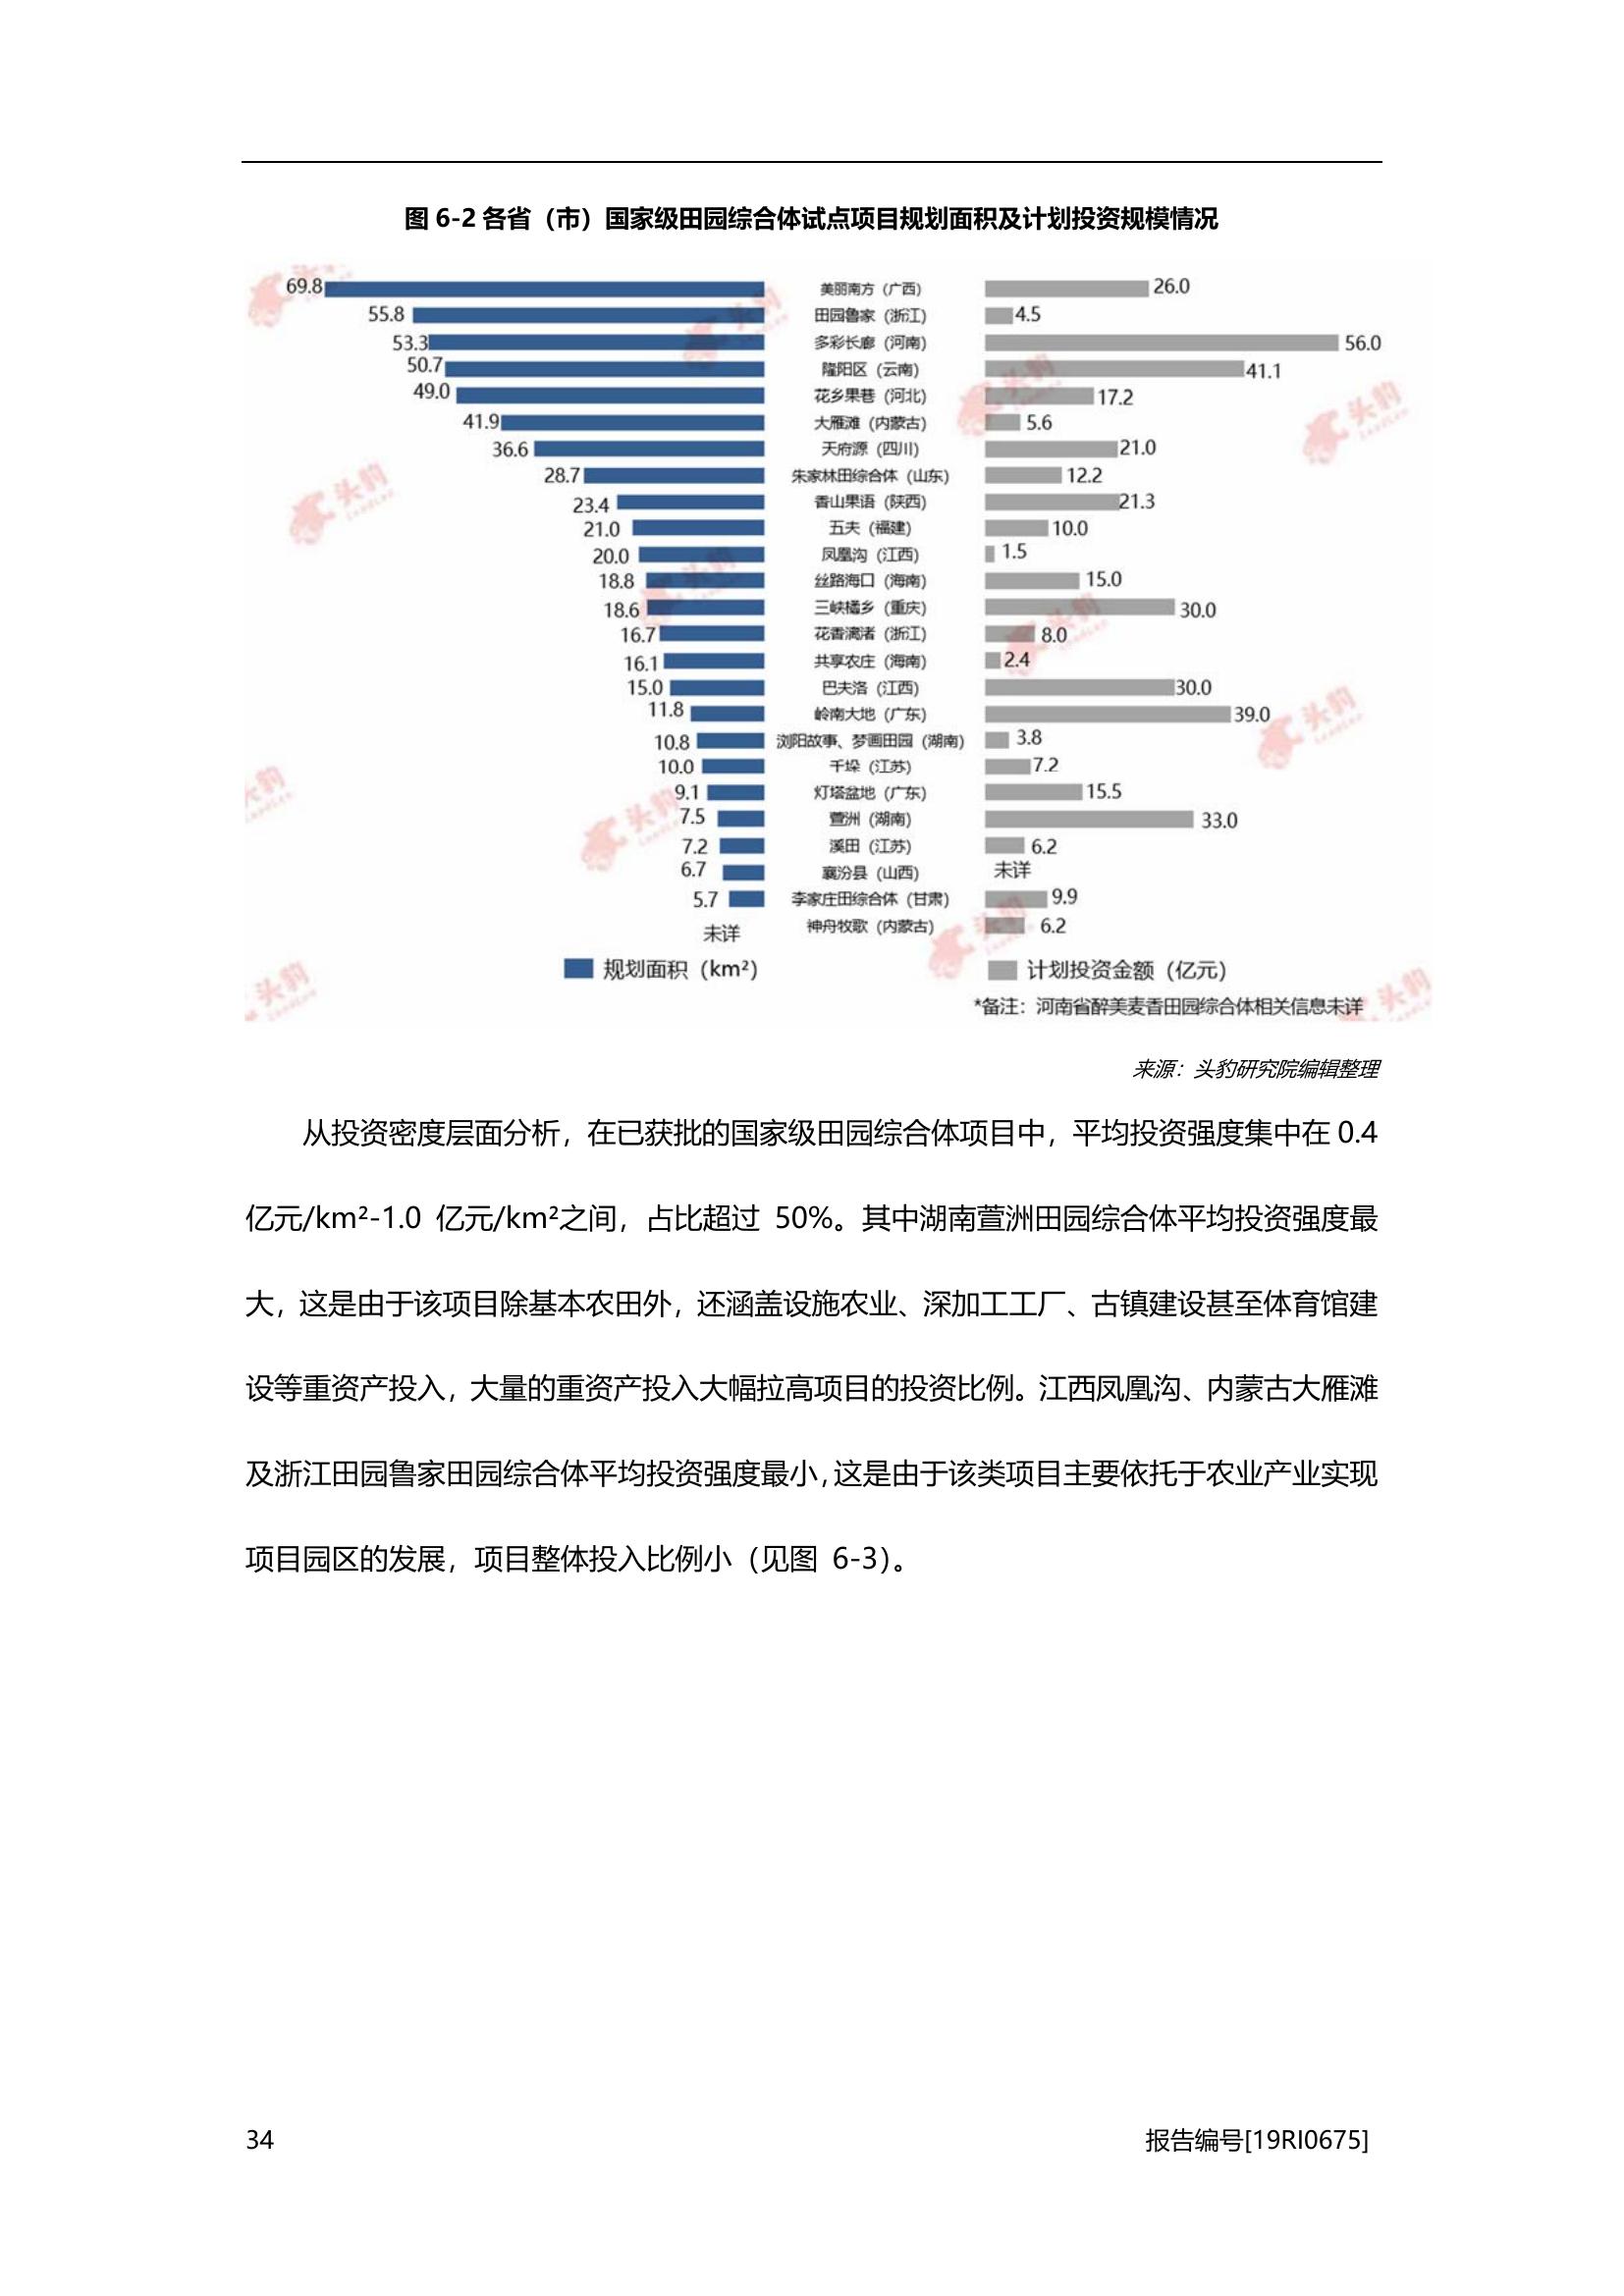 图 6-2 各省（市）国家级田园综合体试点项目规划面积及计划投资规模情况
69.8 美丽南方（广西） 26.0
55.8 田园鲁家（浙江） 4.5
53.3 多彩长廊（河南） 56.0
50.7 隆阳区（云南） 41.1
49.0 花乡果巷（河北） 17.2
41.9 大雁滩（内蒙古） 5.6
36.6 天府源（四川） 21.0
28.7 朱家林田综合体（山东） 12.2
23.4 香山果语（陕西） 21.3
21.0 五夫（福建） 10.0
20.0 凤凰沟（江西） 1.5
18.8 丝路海口（海南） 15.0
18.6 三峡橘乡（重庆） 30.0
16.7 花香漓渚（浙江） 8.0
16.1 共享农庄（海南） 2.4
15.0 巴夫洛（江西） 30.0
11.8 岭南大地（广东） 39.0
10.8 浏阳故事、梦画田园（湖南） 3.8
10.0 千垛（江苏） 7.2
9.1 灯塔盆地（广东） 15.5
7.5 萱洲（湖南） 33.0
7.2 溪田（江苏） 6.2
6.7 襄汾县（山西） 未详
5.7 李家庄田综合体（甘肃） 9.9
未详 神舟牧歌（内蒙古） 6.2
规划面积（km²） 计划投资金额（亿元）
*备注：河南省醉美麦香田园综合体相关信息未详
来源：头豹研究院编辑整理
从投资密度层面分析，在已获批的国家级田园综合体项目中，平均投资强度集中在 0.4
亿元/km²-1.0 亿元/km²之间，占比超过 50%。其中湖南萱洲田园综合体平均投资强度最
大，这是由于该项目除基本农田外，还涵盖设施农业、深加工工厂、古镇建设甚至体育馆建
设等重资产投入，大量的重资产投入大幅拉高项目的投资比例。江西凤凰沟、内蒙古大雁滩
及浙江田园鲁家田园综合体平均投资强度最小，这是由于该类项目主要依托于农业产业实现
项目园区的发展，项目整体投入比例小（见图 6-3）。
34 报告编号[19RI0675]